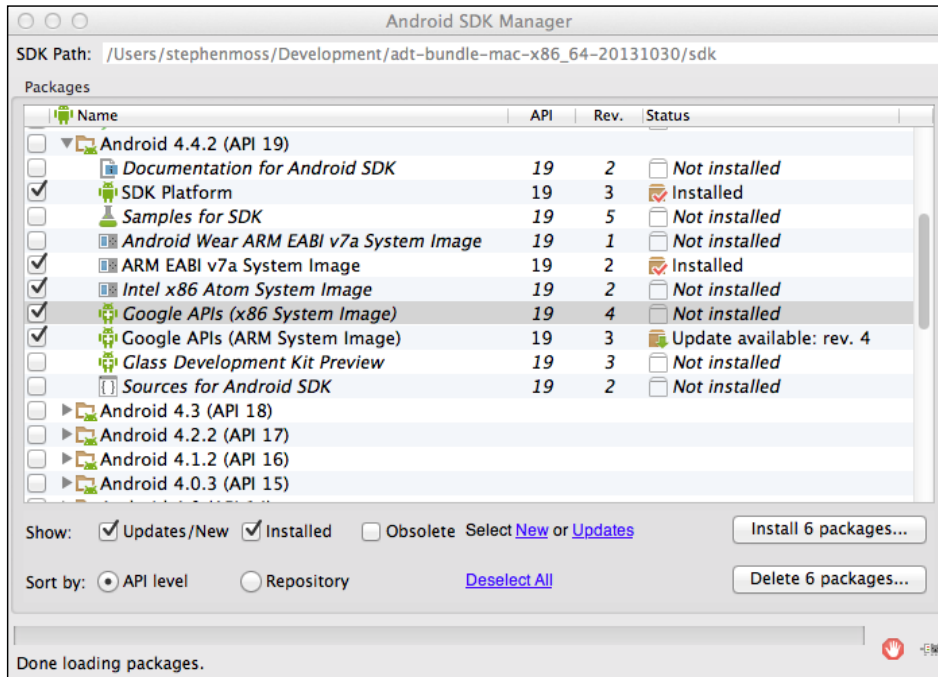 Android SDK Manager
SDK Path: /Users/stephenmoss/Development/adt-bundle-mac-x86_64-20131030/sdk
Packages
Name API Rev. Status
Android 4.4.2 (API 19)
Documentation for Android SDK 19 2 Not installed
SDK Platform 19 3 Installed
Samples for SDK 19 5 Not installed
Android Wear ARM EABI v7a System Image 19 1 Not installed
ARM EABI v7a System Image 19 2 Installed
Intel x86 Atom System Image 19 2 Not installed
Google APIs (x86 System Image) 19 4 Not installed
Google APIs (ARM System Image) 19 3 Update available: rev. 4
Glass Development Kit Preview 19 3 Not installed
Sources for Android SDK 19 2 Not installed
Android 4.3 (API 18)
Android 4.2.2 (API 17)
Android 4.1.2 (API 16)
Android 4.0.3 (API 15)
Show: Updates/New Installed Obsolete Select New or Updates Install 6 packages...
Sort by: API level Repository Deselect All Delete 6 packages...
Done loading packages.